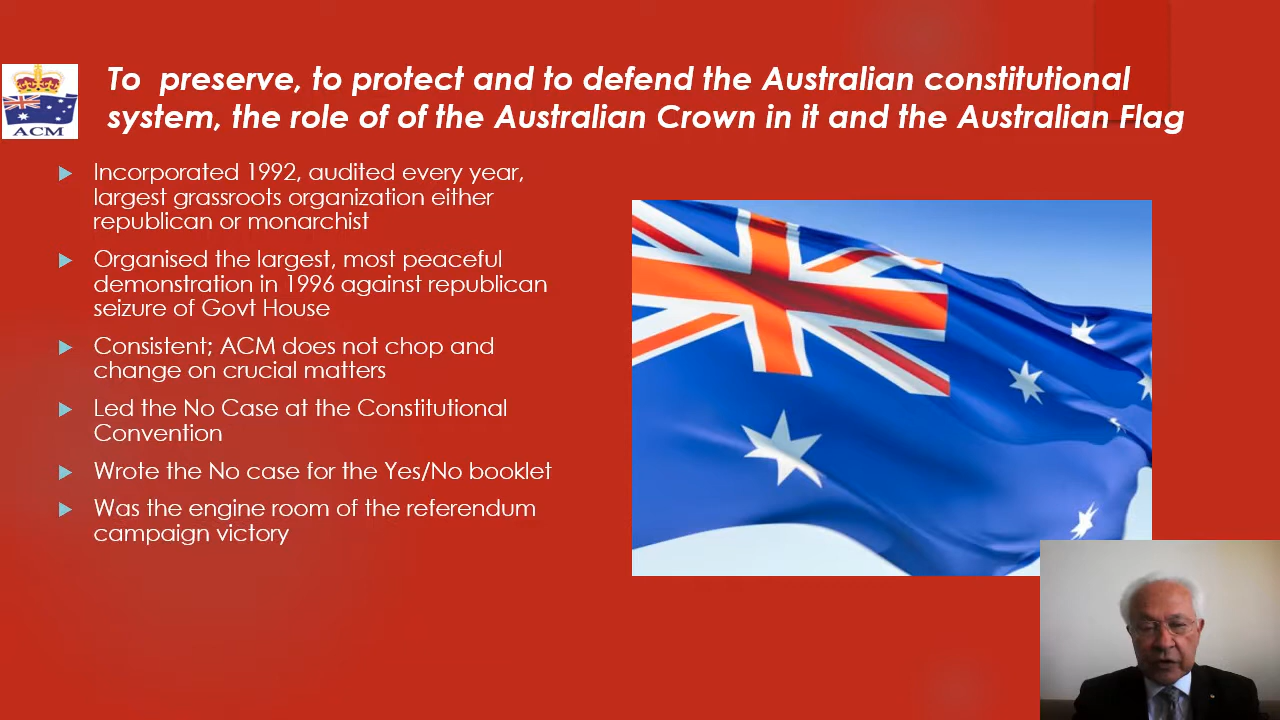 To  preserve, to protect and to defend the Australian constitutional
system, the role of of the Australian Crown in it and the Australian Flag
ACM
Incorporated 1992, audited every year,
largest grassroots organization either
republican or monarchist
Organised the largest, most peaceful
demonstration in 1996 against republican
seizure of Govt House
Consistent; ACM does not chop and
change on crucial matters
Led the No Case at the Constitutional
Convention
Wrote the No case for the Yes/No booklet
Was the engine room of the referendum
campaign victory